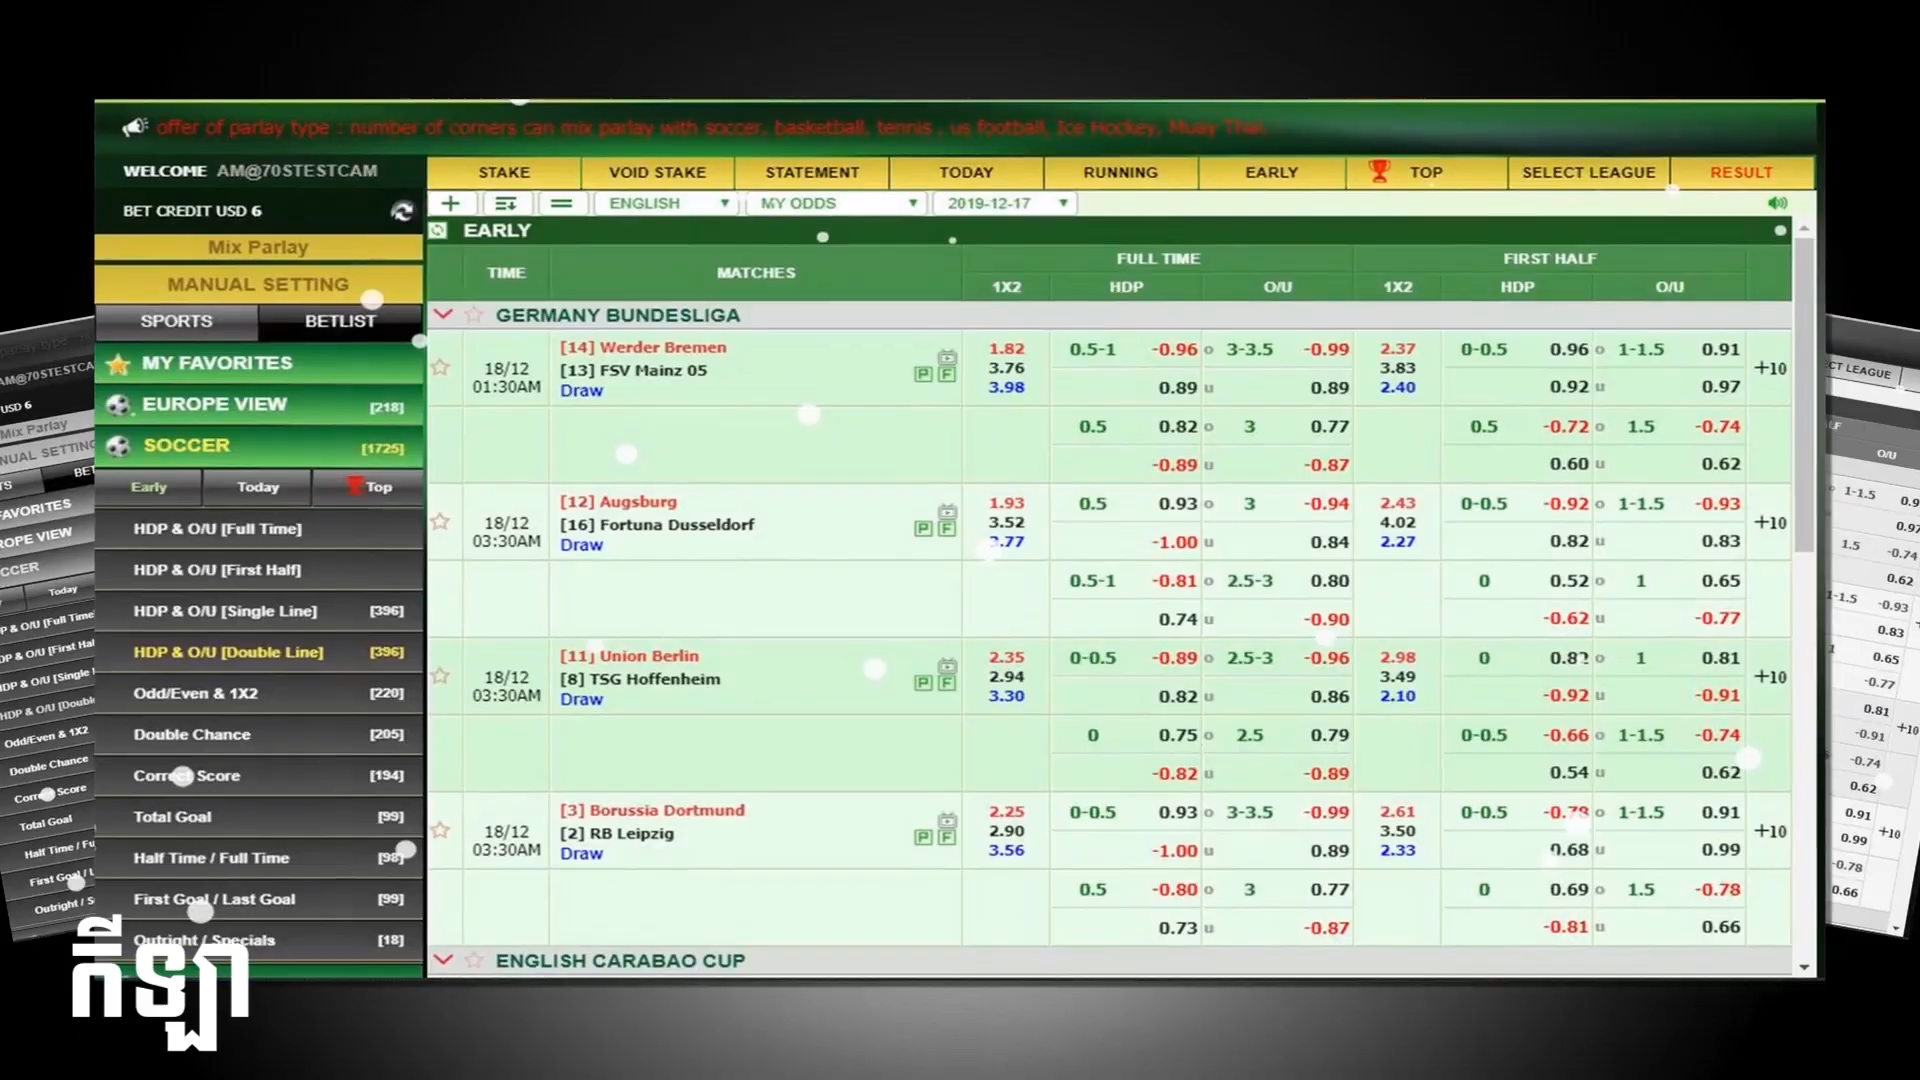 offer of parlay type : number of corners can mix parlay with soccer, basketball, tennis , us football, Ice Hockey, Muay Thai,
WELCOME AM@70STESTCAM
STAKE VOID STAKE STATEMENT TODAY RUNNING EARLY TOP SELECT LEAGUE RESULT
BET CREDIT USD 6
ENGLISH MY ODDS 2019-12-17
Mix Parlay
MANUAL SETTING
SPORTS BETLIST
MY FAVORITES
EUROPE VIEW [218]
SOCCER [1725]
Early Today Top
HDP & O/U [Full Time]
HDP & O/U [First Half]
HDP & O/U [Single Line] [396]
HDP & O/U [Double Line] [396]
Odd/Even & 1X2 [220]
Double Chance [205]
Correct Score [194]
Total Goal [99]
Half Time / Full Time [98]
First Goal / Last Goal [99]
Outright / Specials [18]
EARLY
TIME MATCHES FULL TIME FIRST HALF
1X2 HDP O/U 1X2 HDP O/U
GERMANY BUNDESLIGA
18/12 01:30AM
[14] Werder Bremen
[13] FSV Mainz 05
Draw
P F
1.82 0.5-1 -0.96 o 3-3.5 -0.99 2.37 0-0.5 0.96 o 1-1.5 0.91
3.76 3.83 +10
3.98 0.89 u 0.89 2.40 0.92 u 0.97
0.5 0.82 o 3 0.77 0.5 -0.72 o 1.5 -0.74
-0.89 u -0.87 0.60 u 0.62
18/12 03:30AM
[12] Augsburg
[16] Fortuna Dusseldorf
Draw
P F
1.93 0.5 0.93 o 3 -0.94 2.43 0-0.5 -0.92 o 1-1.5 -0.93
3.52 4.02 +10
-1.00 u 0.84 2.27 0.82 u 0.83
0.5-1 -0.81 o 2.5-3 0.80 0 0.52 o 1 0.65
0.74 u -0.90 -0.62 u -0.77
18/12 03:30AM
[11] Union Berlin
[8] TSG Hoffenheim
Draw
P F
2.35 0-0.5 -0.89 o 2.5-3 -0.96 2.98 0 0.82 o 1 0.81
2.94 3.49 +10
3.30 0.82 u 0.86 2.10 -0.92 u -0.91
0 0.75 o 2.5 0.79 0-0.5 -0.66 o 1-1.5 -0.74
-0.82 u -0.89 0.54 u 0.62
18/12 03:30AM
[3] Borussia Dortmund
[2] RB Leipzig
Draw
P F
2.25 0-0.5 0.93 o 3-3.5 -0.99 2.61 0-0.5 -0.78 o 1-1.5 0.91
2.90 3.50 +10
3.56 -1.00 u 0.89 2.33 0.68 u 0.99
0.5 -0.80 o 3 0.77 0 0.69 o 1.5 -0.78
0.73 u -0.87 -0.81 u 0.66
ENGLISH CARABAO CUP
កីឡា